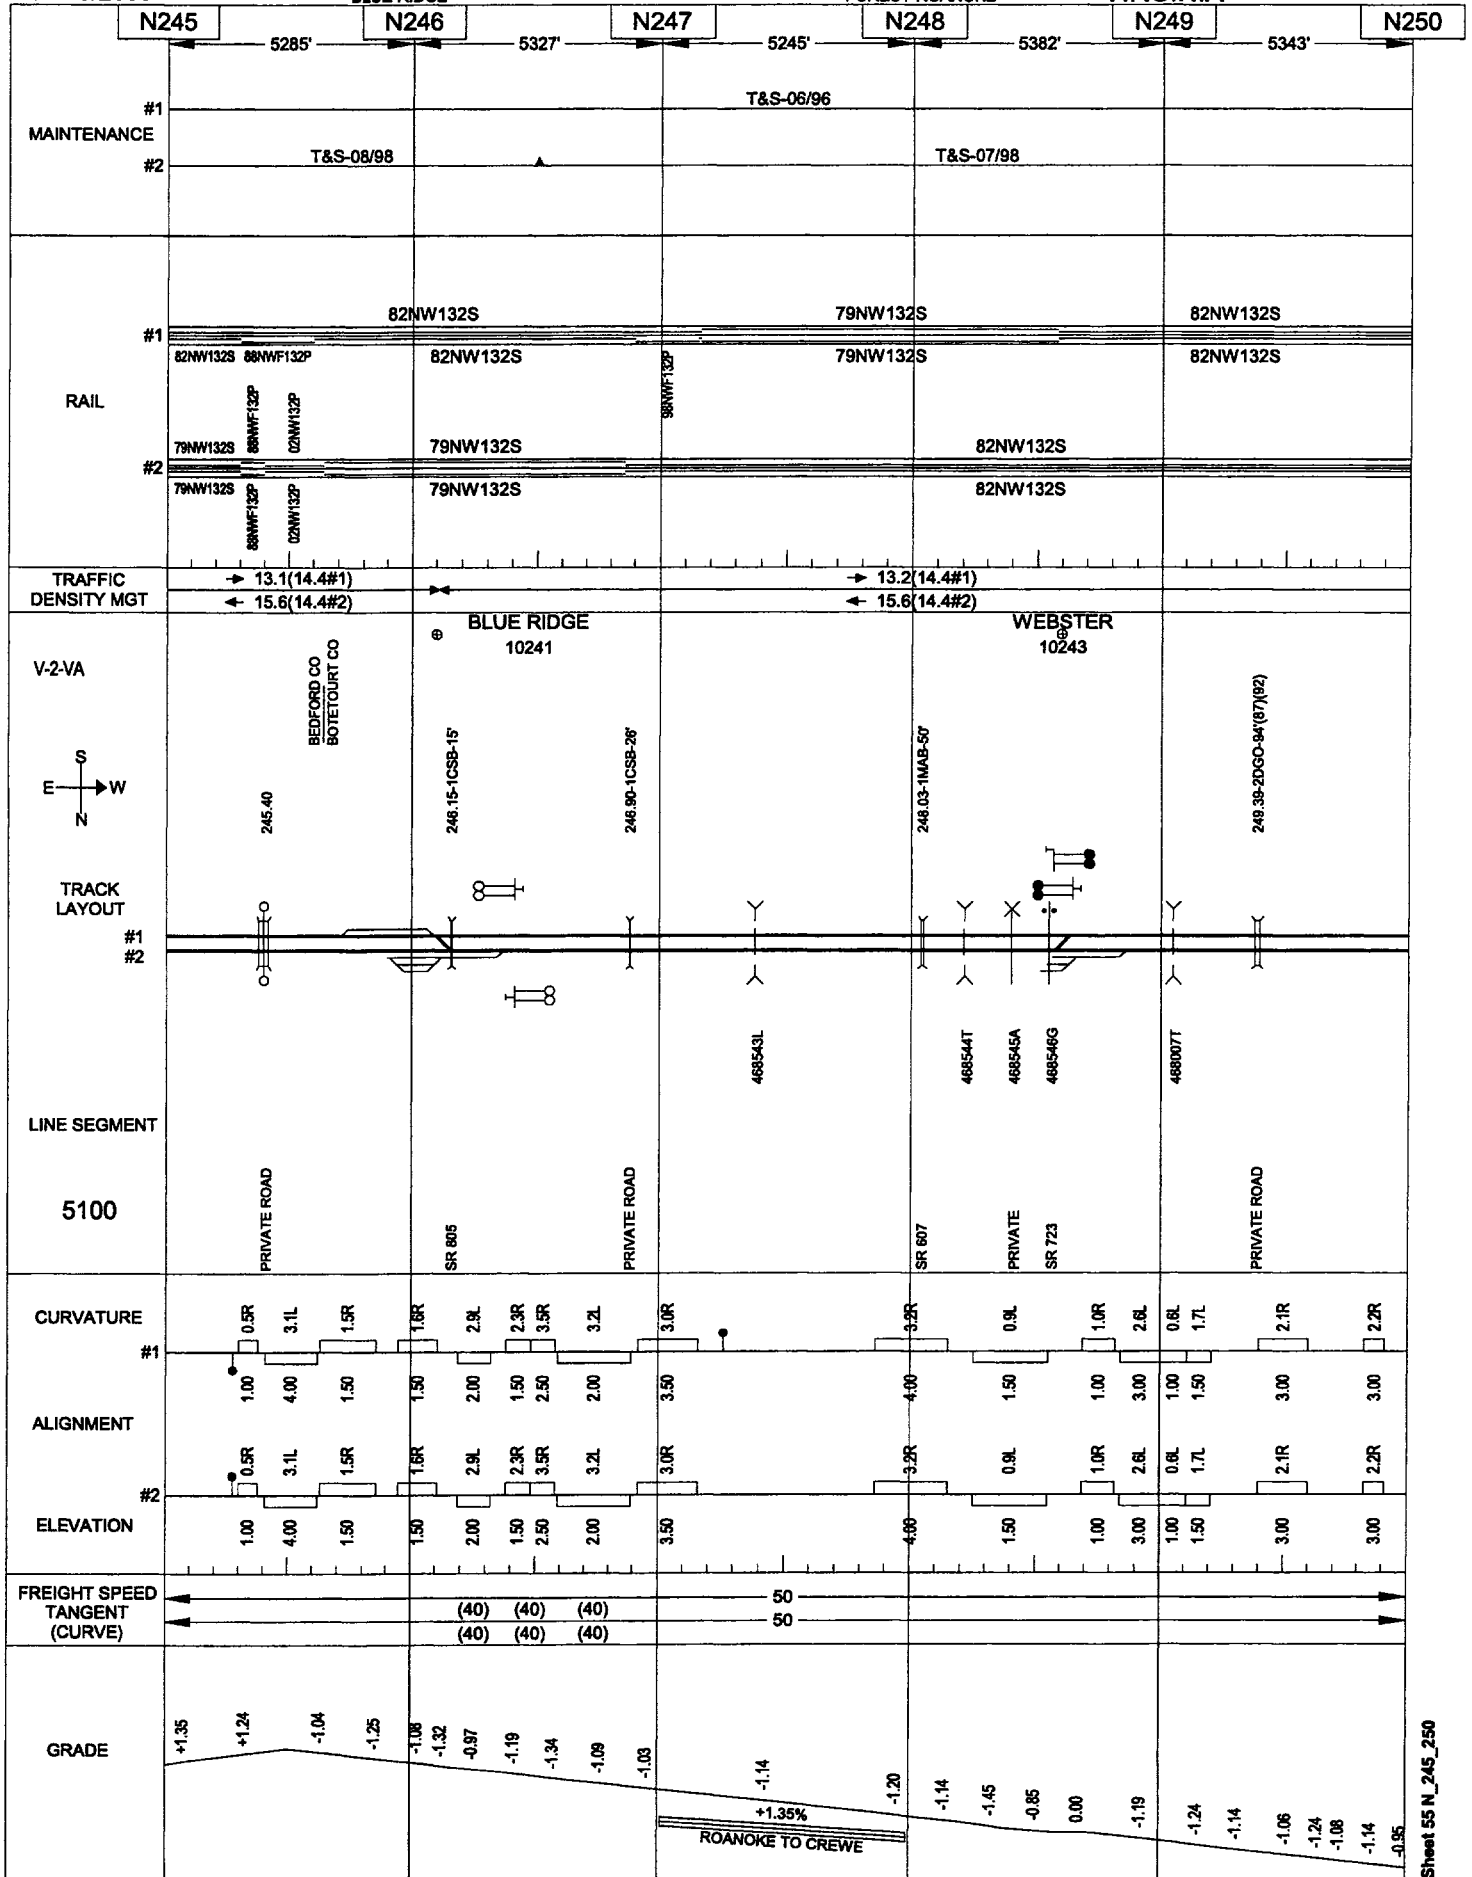 N245 N246 N247 N248 N249 N250
5285' 5327' 5245' 5382' 5343'
MAINTENANCE
#1 T&S-06/96
#2 T&S-08/98 T&S-07/98
RAIL
82NW132S 79NW132S 82NW132S
#1
82NW132S 88NWF132P 82NW132S 79NW132S 82NW132S
88NWF132P 02NW132P 98NWF132P
79NW132S 79NW132S 82NW132S
#2
79NW132S 79NW132S 82NW132S
88NWF132P 02NW132P
TRAFFIC
DENSITY MGT
13.1(14.4#1) 13.2(14.4#1)
15.6(14.4#2) 15.6(14.4#2)
BLUE RIDGE
10241
WEBSTER
10243
V-2-VA
BEDFORD CO
BOTETOURT CO
S
E W
N
245.40
246.15-1CSB-15'
246.90-1CSB-26'
248.03-1MAB-50'
249.39-2DGO-94'(87)(92)
TRACK
LAYOUT
#1
#2
468543L 468544T 468545A 468546G 468007T
LINE SEGMENT
5100
PRIVATE ROAD
SR 805
PRIVATE ROAD
SR 607
PRIVATE
SR 723
PRIVATE ROAD
CURVATURE
0.5R 3.1L 1.5R 1.6R 2.9L 2.3R 3.5R 3.2L 3.0R 3.2R 0.9L 1.0R 2.6L 0.6L 1.7L 2.1R 2.2R
#1
1.00 4.00 1.50 1.50 2.00 1.50 2.50 2.00 3.50 4.00 1.50 1.00 3.00 1.00 1.50 3.00 3.00
ALIGNMENT
0.5R 3.1L 1.5R 1.6R 2.9L 2.3R 3.5R 3.2L 3.0R 3.2R 0.9L 1.0R 2.6L 0.6L 1.7L 2.1R 2.2R
#2
ELEVATION
1.00 4.00 1.50 1.50 2.00 1.50 2.50 2.00 3.50 4.00 1.50 1.00 3.00 1.00 1.50 3.00 3.00
FREIGHT SPEED
TANGENT
(CURVE)
50
(40) (40) (40)
50
(40) (40) (40)
GRADE
+1.35 +1.24 -1.04 -1.25 -1.08 -1.32 -0.97 -1.19 -1.34 -1.09 -1.03 -1.14 -1.20 -1.14 -1.45 -0.85 0.00 -1.19 -1.24 -1.14 -1.06 -1.24 -1.08 -1.14 -0.95
+1.35%
ROANOKE TO CREWE
Sheet 55 N_245_250